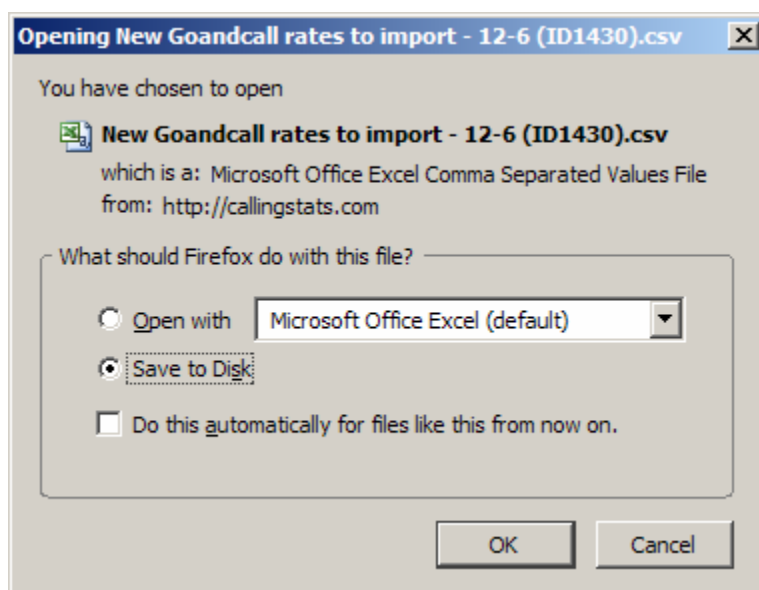 Opening New Goandcall rates to import - 12-6 (ID1430).csv
You have chosen to open
New Goandcall rates to import - 12-6 (ID1430).csv
which is a: Microsoft Office Excel Comma Separated Values File
from: http://callingstats.com
What should Firefox do with this file?
Open with Microsoft Office Excel (default)
Save to Disk
Do this automatically for files like this from now on.
OK Cancel